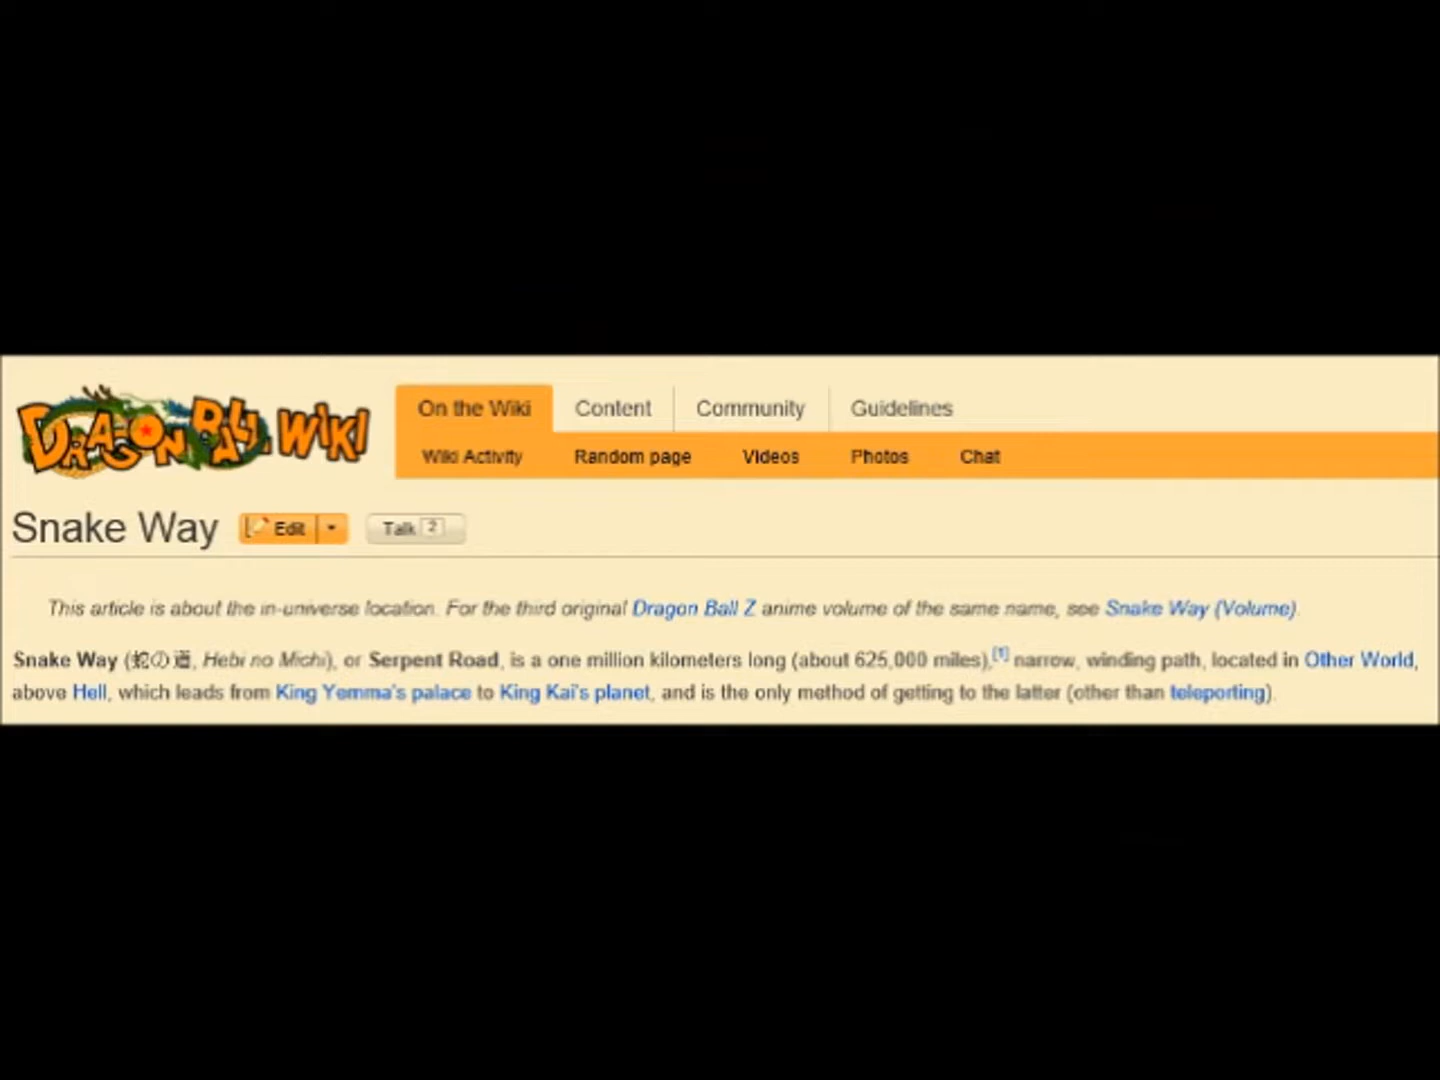 DRAGON BALL WIKI
On the Wiki Content Community Guidelines
Wiki Activity Random page Videos Photos Chat
Snake Way Edit Talk 2
This article is about the in-universe location. For the third original Dragon Ball Z anime volume of the same name, see Snake Way (Volume).
Snake Way (蛇の道, Hebi no Michi), or Serpent Road, is a one million kilometers long (about 625,000 miles),[1] narrow, winding path, located in Other World,
above Hell, which leads from King Yemma's palace to King Kai's planet, and is the only method of getting to the latter (other than teleporting).